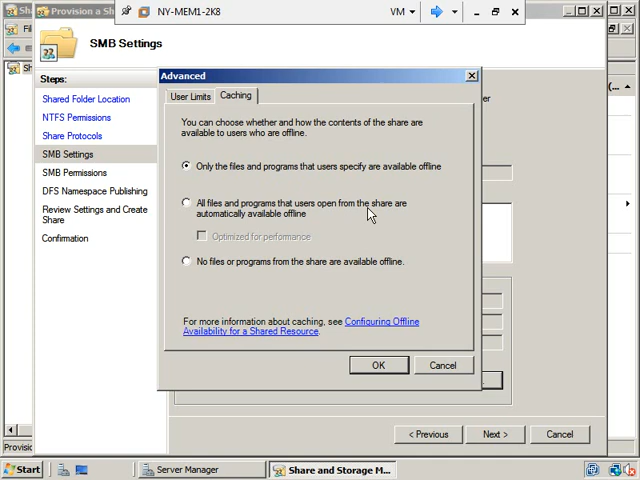 Provision a S
NY-MEM1-2K8
VM
SMB Settings
Steps:
Shared Folder Location
NTFS Permissions
Share Protocols
SMB Settings
SMB Permissions
DFS Namespace Publishing
Review Settings and Create
Share
Confirmation
Advanced
User Limits
Caching
You can choose whether and how the contents of the share are
available to users who are offline.
Only the files and programs that users specify are available offline
All files and programs that users open from the share are
automatically available offline
Optimized for performance
No files or programs from the share are available offline.
For more information about caching, see Configuring Offline
Availability for a Shared Resource.
OK
Cancel
< Previous
Next >
Cancel
Provision
Start
Server Manager
Share and Storage M...